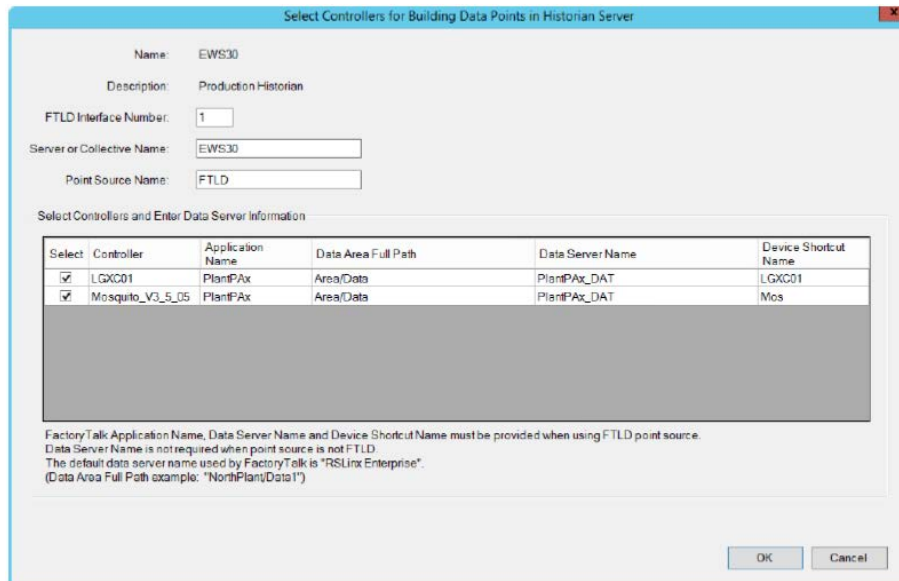 Select Controllers for Building Data Points in Historian Server
x
Name: EWS30
Description: Production Historian
FTLD Interface Number: 1
Server or Collective Name: EWS30
Point Source Name: FTLD
Select Controllers and Enter Data Server Information
Select Controller Application Name Data Area Full Path Data Server Name Device Shortcut Name
LGXC01 PlantPAx Area/Data PlantPAx_DAT LGXC01
Mosquito_V3_5_05 PlantPAx Area/Data PlantPAx_DAT Mos
FactoryTalk Application Name, Data Server Name and Device Shortcut Name must be provided when using FTLD point source.
Data Server Name is not required when point source is not FTLD.
The default data server name used by FactoryTalk is "RSLinx Enterprise".
(Data Area Full Path example: "NorthPlant/Data1")
OK Cancel